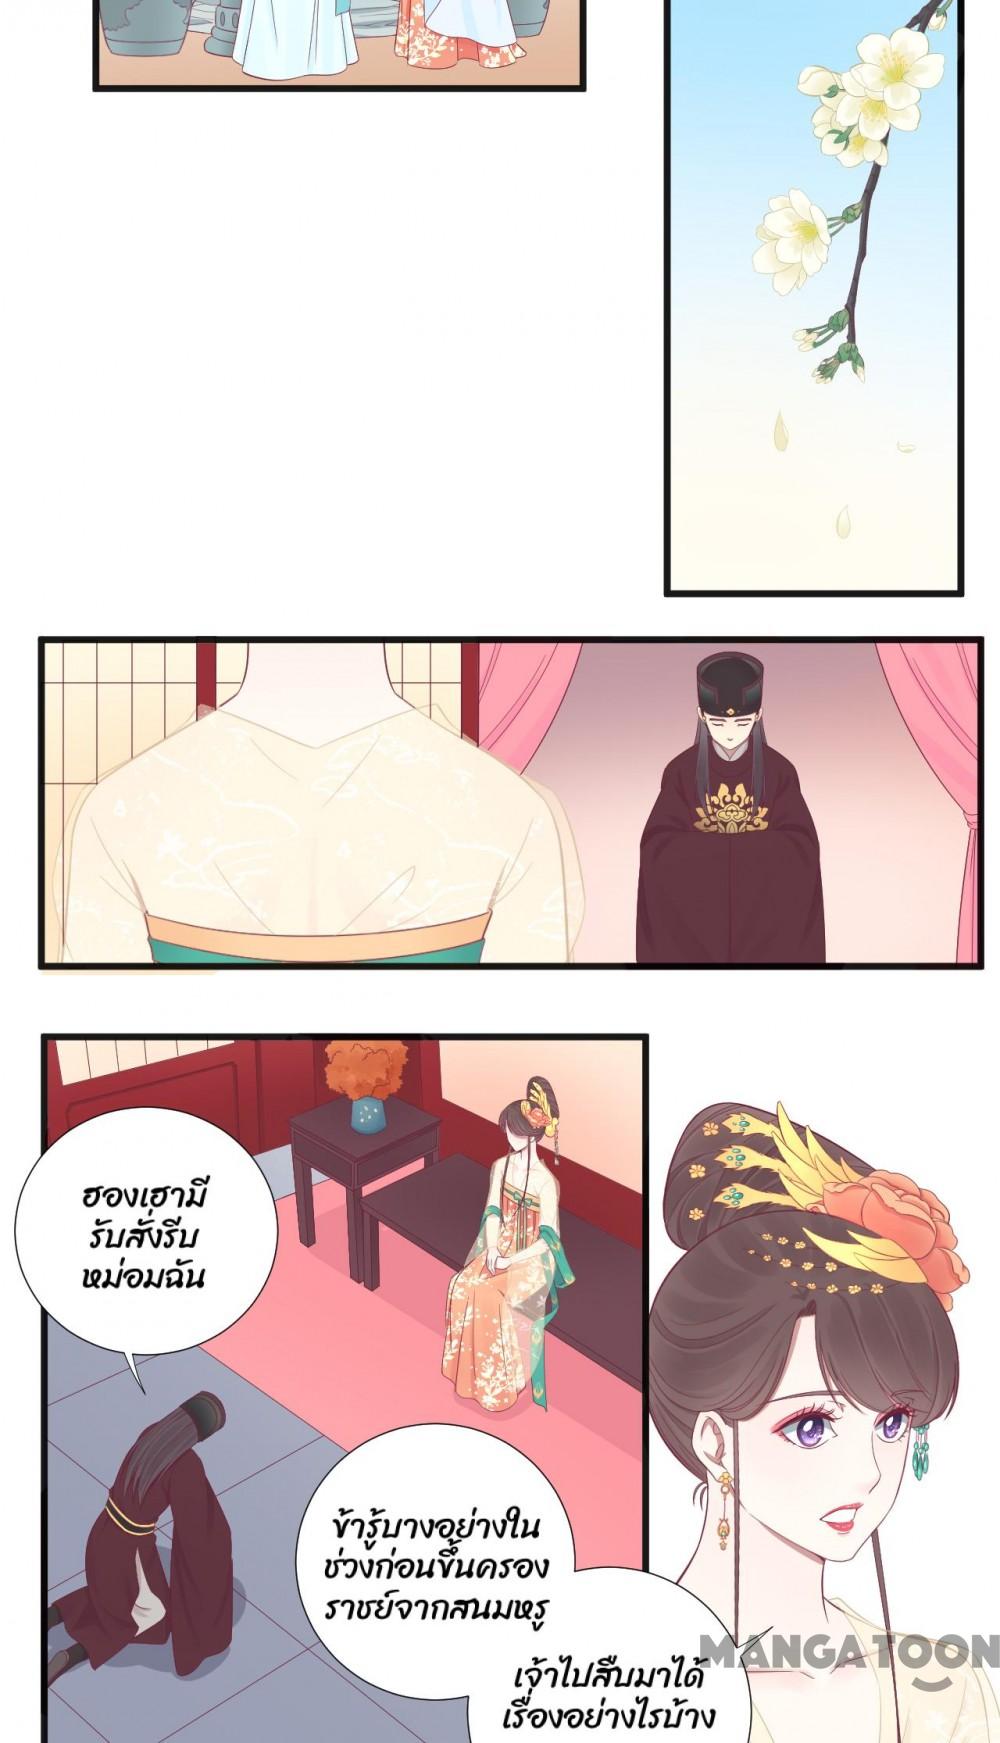 ฮองเฮามี
รับสั่งรีบ
หม่อมฉัน
ข้ารู้บางอย่างใน
ช่วงก่อนขึ้นครอง
ราชย์จากสนมหรู
เจ้าไปสืบมาได้
เรื่องอย่างไรบ้าง
MANGATOON